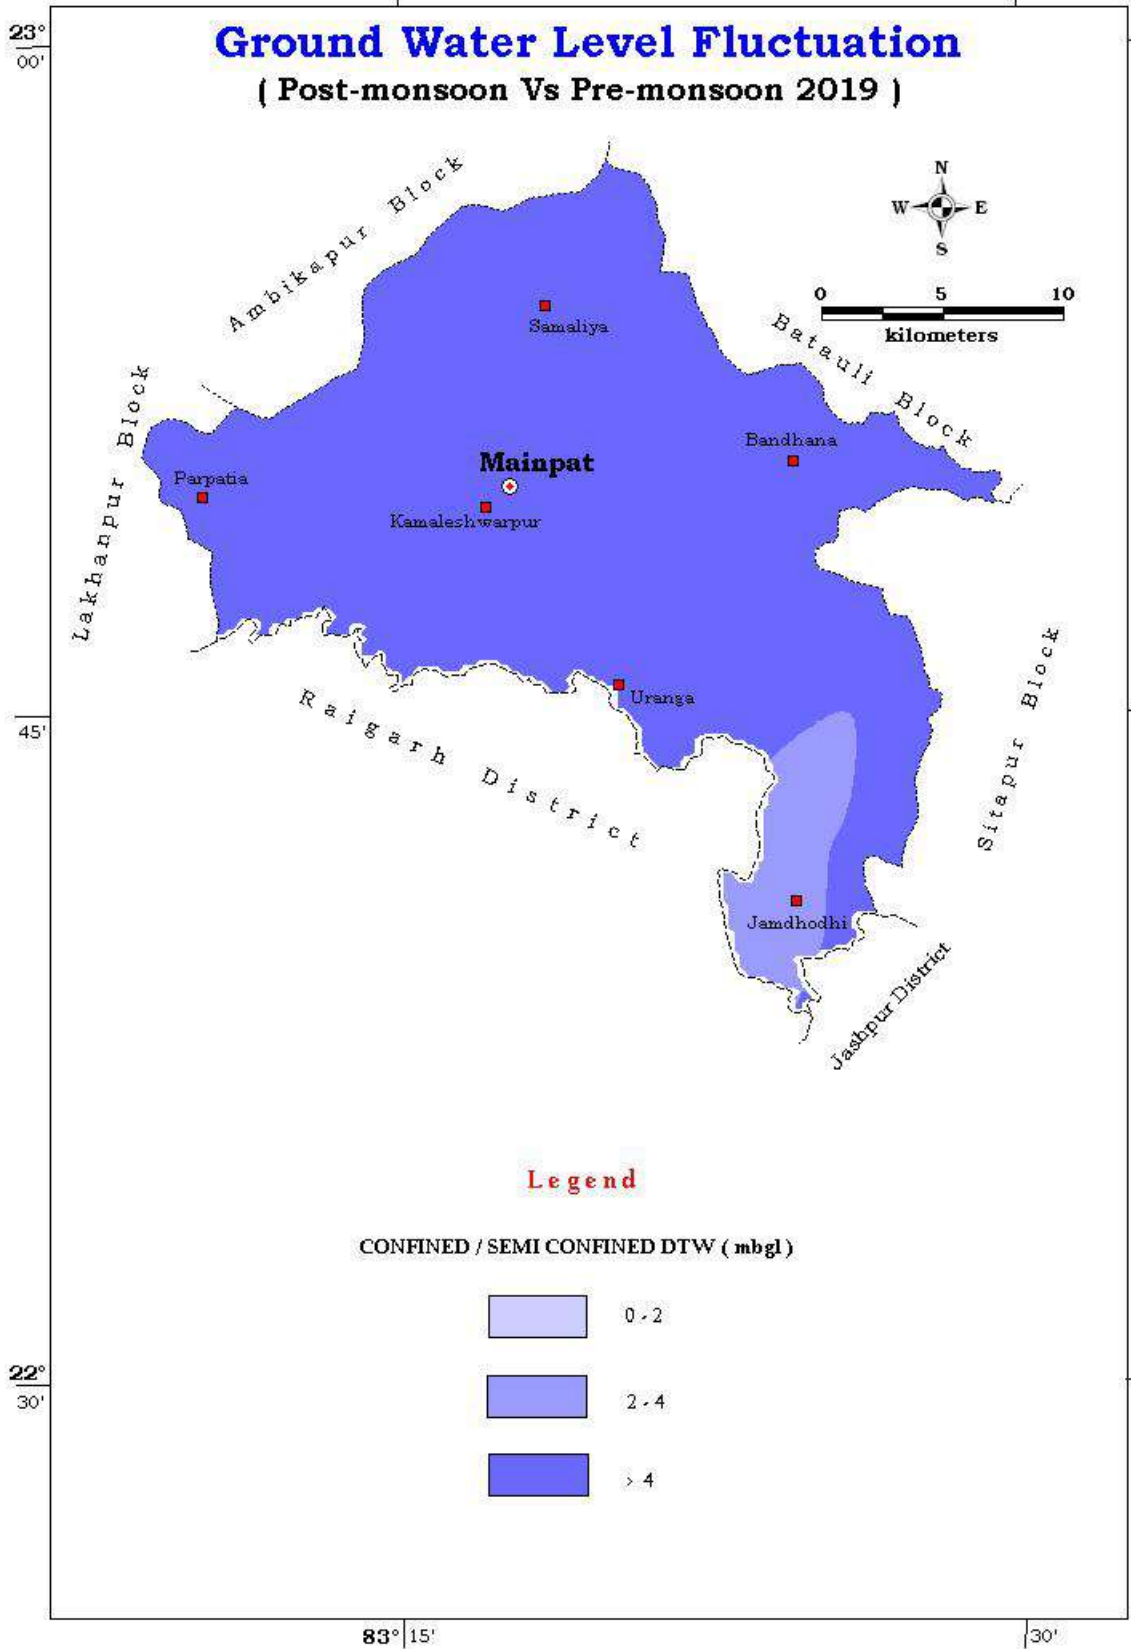 23°
00'
Ground Water Level Fluctuation
( Post-monsoon Vs Pre-monsoon 2019 )
Ambikapur Block
N
W E
S
0 5 10
kilometers
Samaliya
Batauli Block
Lakhanpur Block
Bandhana
Mainpat
Parpatia
Kamaleshwarpur
Sitapur Block
Uranga
Raigarh District
45'
Jamdhodhi
Jashpur District
Legend
CONFINED / SEMI CONFINED DTW ( mbgl )
0 - 2
22°
30'
2 - 4
> 4
83° 15' 30'